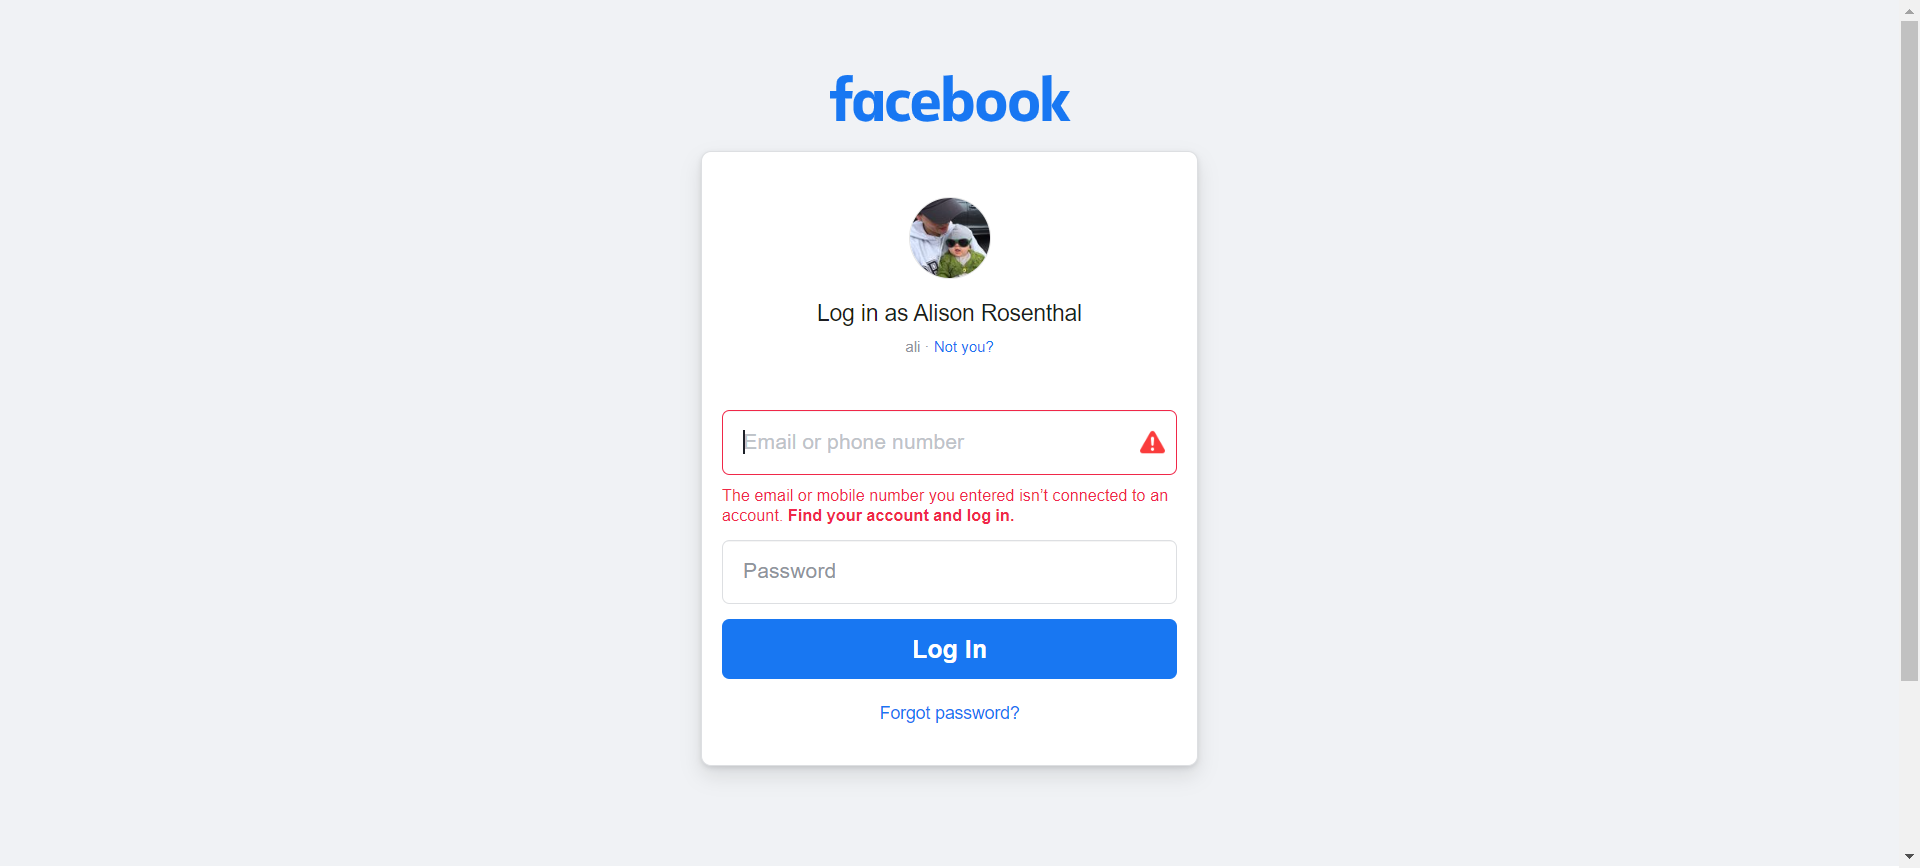 facebook
Log in as Alison Rosenthal
ali · Not you?
Email or phone number
The email or mobile number you entered isn’t connected to an
account. Find your account and log in.
Password
Log In
Forgot password?